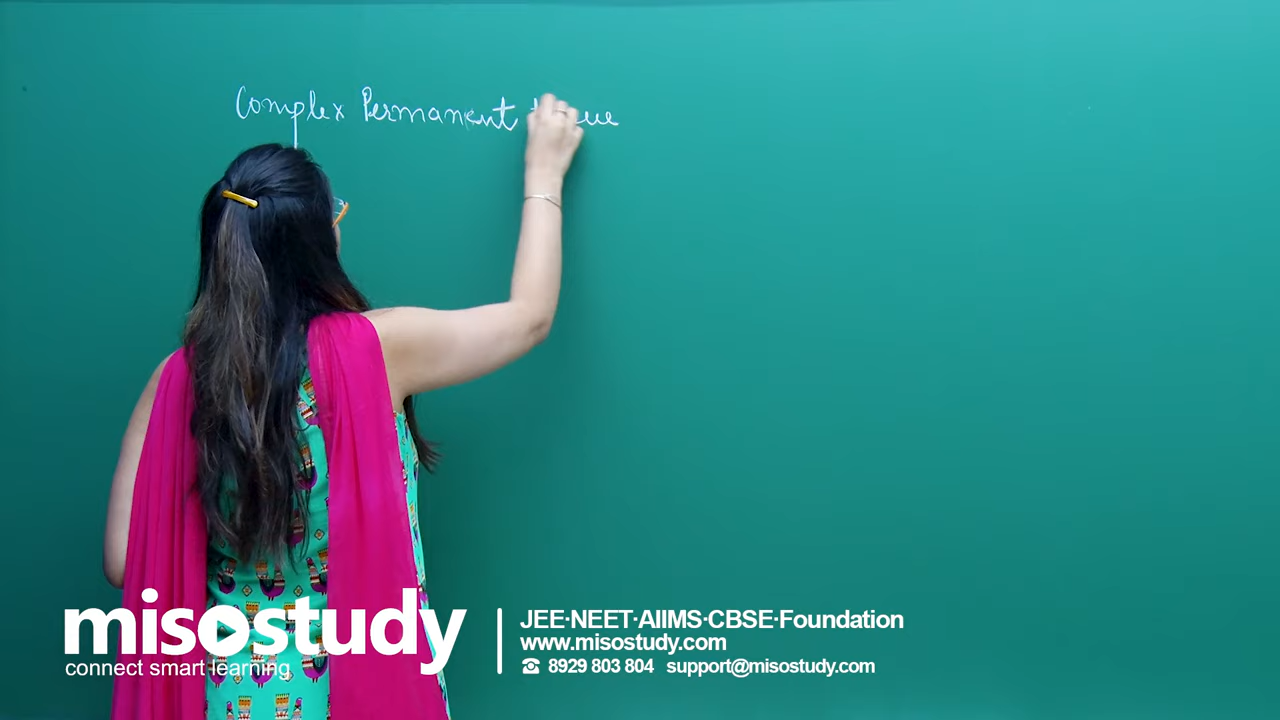 Complex Permanent
misostudy
connect smart learning
JEE·NEET·AIIMS·CBSE·Foundation
www.misostudy.com
☎ 8929 803 804 support@misostudy.com